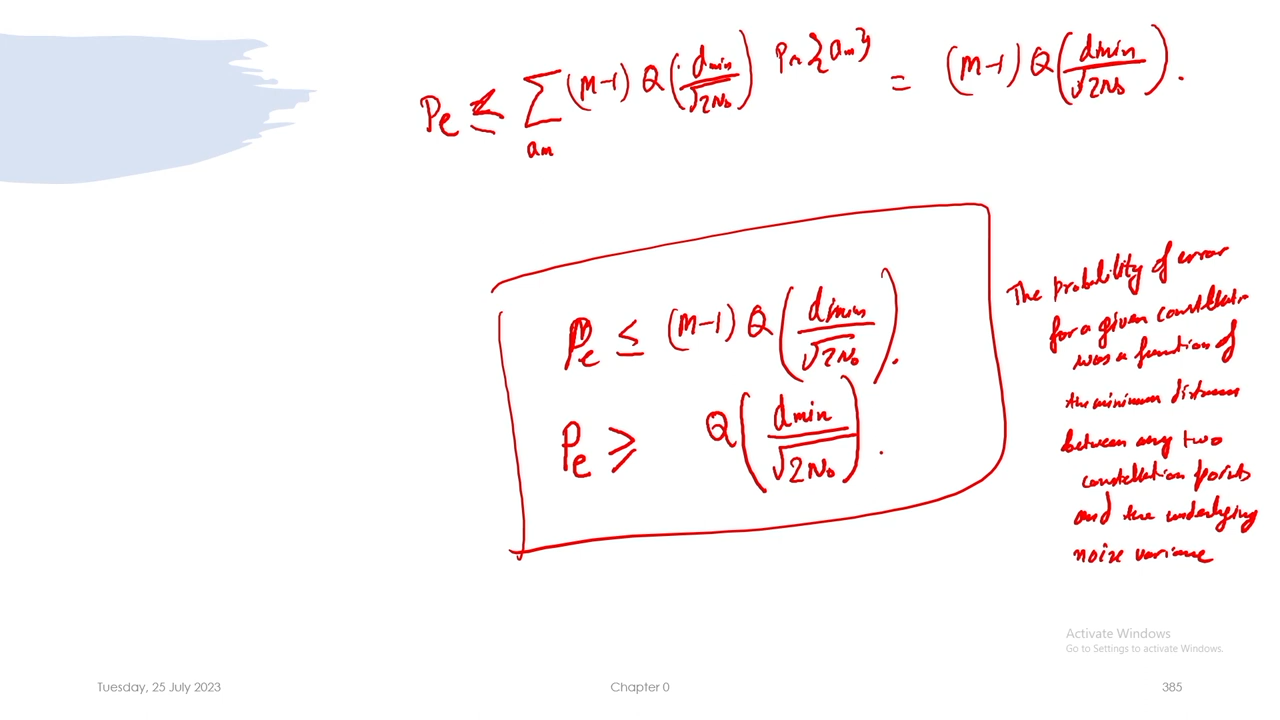 Pe ≤ Σ (M-1) Q(dmin/√2N₀) Pr{am} = (M-1) Q(dmin/√2N₀).
am
Pe ≤ (M-1) Q(dmin/√2N₀).
Pe ≥ Q(dmin/√2N₀).
The probability of error
for a given constellation
was a function of
the minimum distance
between any two
constellation points
and the underlying
noise variance
Activate Windows
Go to Settings to activate Windows.
Tuesday, 25 July 2023
Chapter 0
385